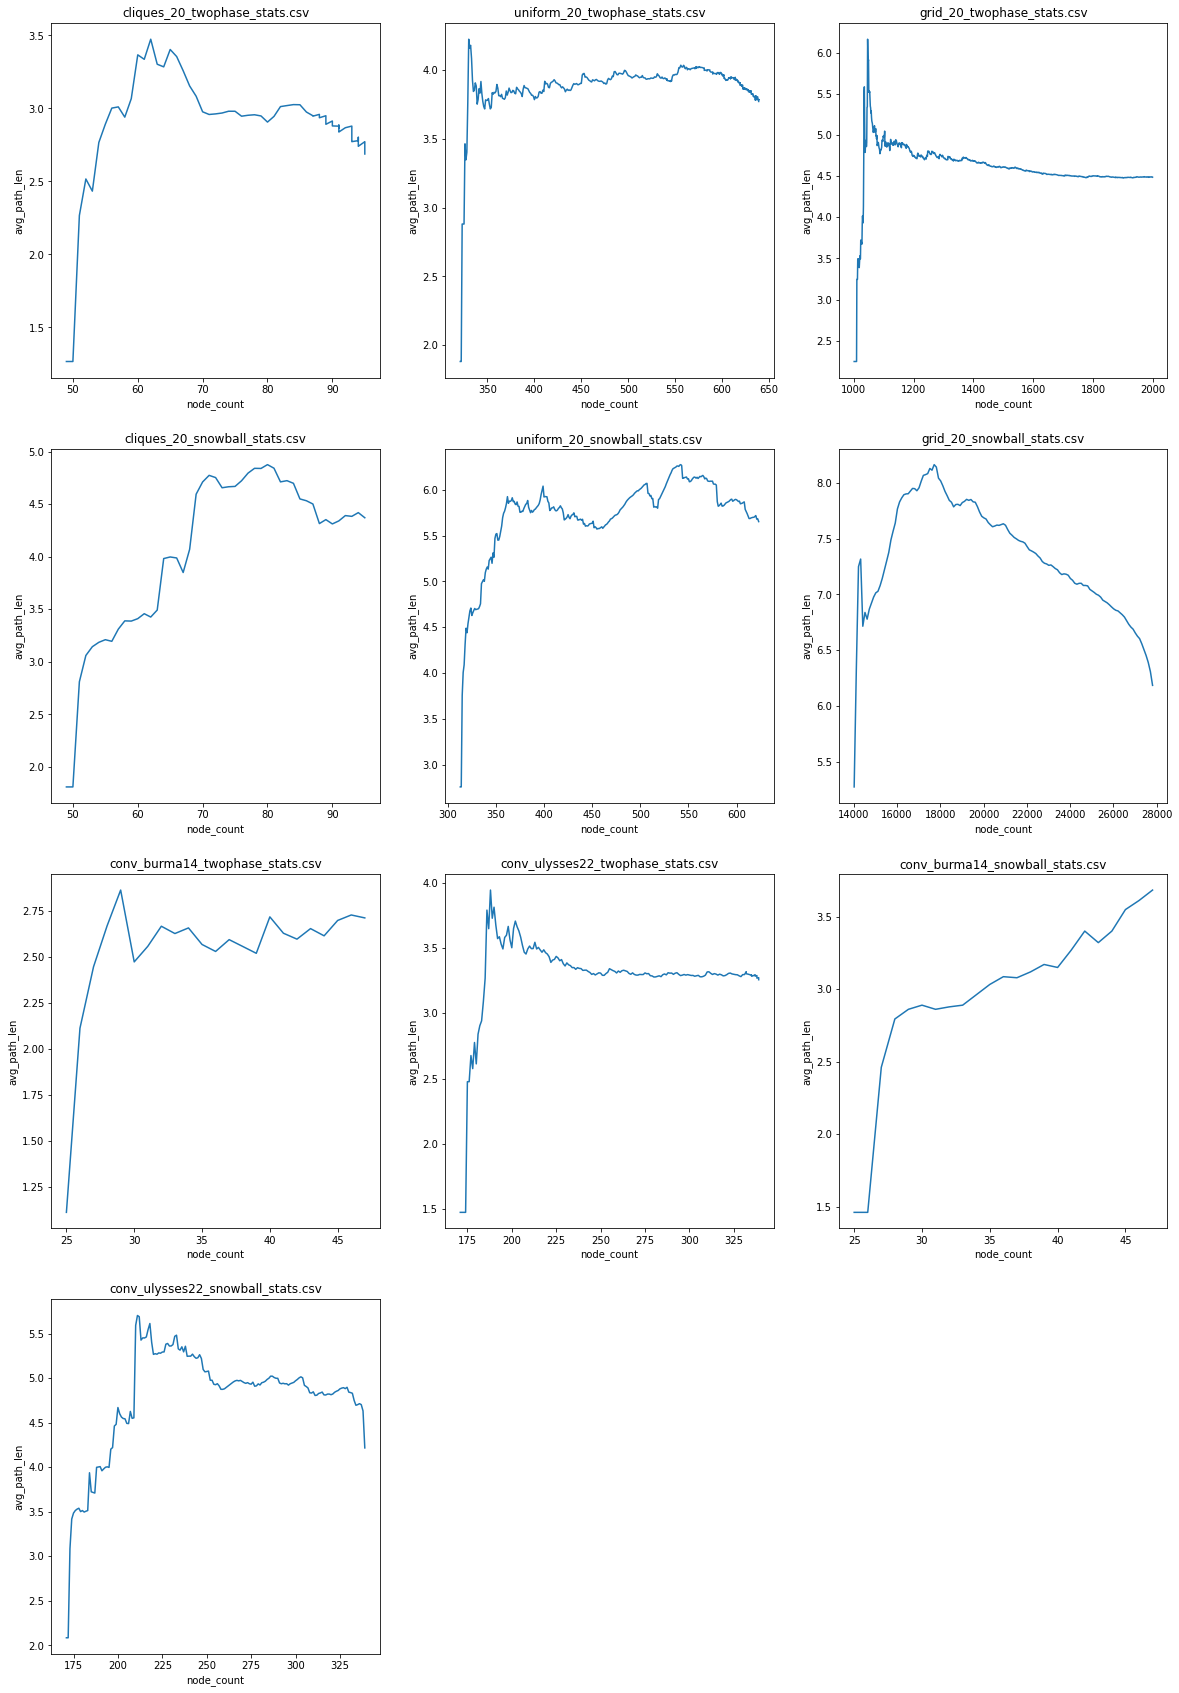 cliques_20_twophase_stats.csv
avg_path_len
3.5
3.0
2.5
2.0
1.5
50 60 70 80 90
node_count
uniform_20_twophase_stats.csv
avg_path_len
4.0
3.5
3.0
2.5
2.0
350 400 450 500 550 600 650
node_count
grid_20_twophase_stats.csv
avg_path_len
6.0
5.5
5.0
4.5
4.0
3.5
3.0
2.5
1000 1200 1400 1600 1800 2000
node_count
cliques_20_snowball_stats.csv
avg_path_len
5.0
4.5
4.0
3.5
3.0
2.5
2.0
50 60 70 80 90
node_count
uniform_20_snowball_stats.csv
avg_path_len
6.0
5.5
5.0
4.5
4.0
3.5
3.0
300 350 400 450 500 550 600
node_count
grid_20_snowball_stats.csv
avg_path_len
8.0
7.5
7.0
6.5
6.0
5.5
14000 16000 18000 20000 22000 24000 26000 28000
node_count
conv_burma14_twophase_stats.csv
avg_path_len
2.75
2.50
2.25
2.00
1.75
1.50
1.25
25 30 35 40 45
node_count
conv_ulysses22_twophase_stats.csv
avg_path_len
4.0
3.5
3.0
2.5
2.0
1.5
175 200 225 250 275 300 325
node_count
conv_burma14_snowball_stats.csv
avg_path_len
3.5
3.0
2.5
2.0
1.5
25 30 35 40 45
node_count
conv_ulysses22_snowball_stats.csv
avg_path_len
5.5
5.0
4.5
4.0
3.5
3.0
2.5
2.0
175 200 225 250 275 300 325
node_count